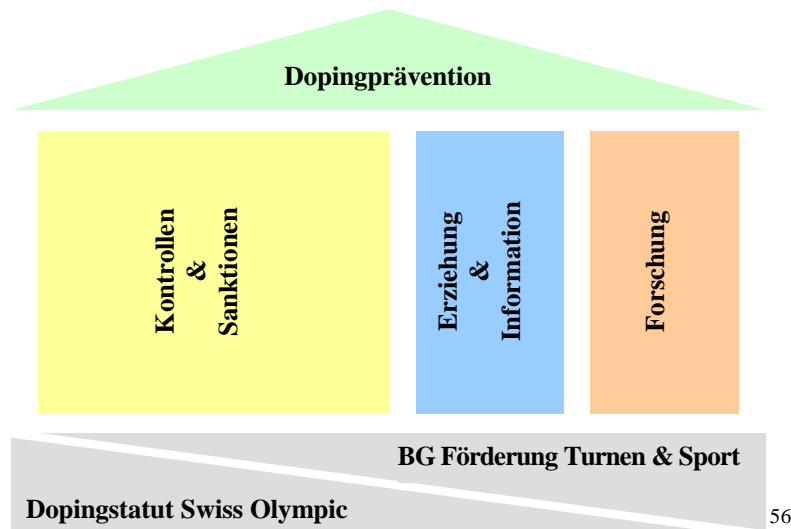 Dopingprävention
Kontrollen
&
Sanktionen
Erziehung
&
Information
Forschung
BG Förderung Turnen & Sport
Dopingstatut Swiss Olympic
56